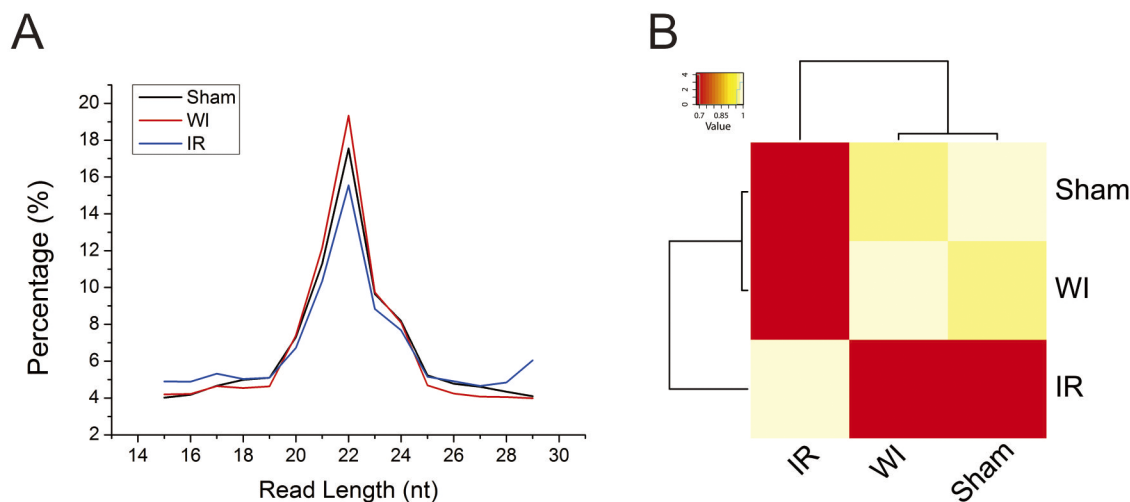 A
Sham
WI
IR
20
18
16
14
12
10
8
6
4
2
Percentage (%)
14 16 18 20 22 24 26 28 30
Read Length (nt)
B
4
2
0
0.7 0.85 1
Value
Sham
WI
IR
IR WI Sham